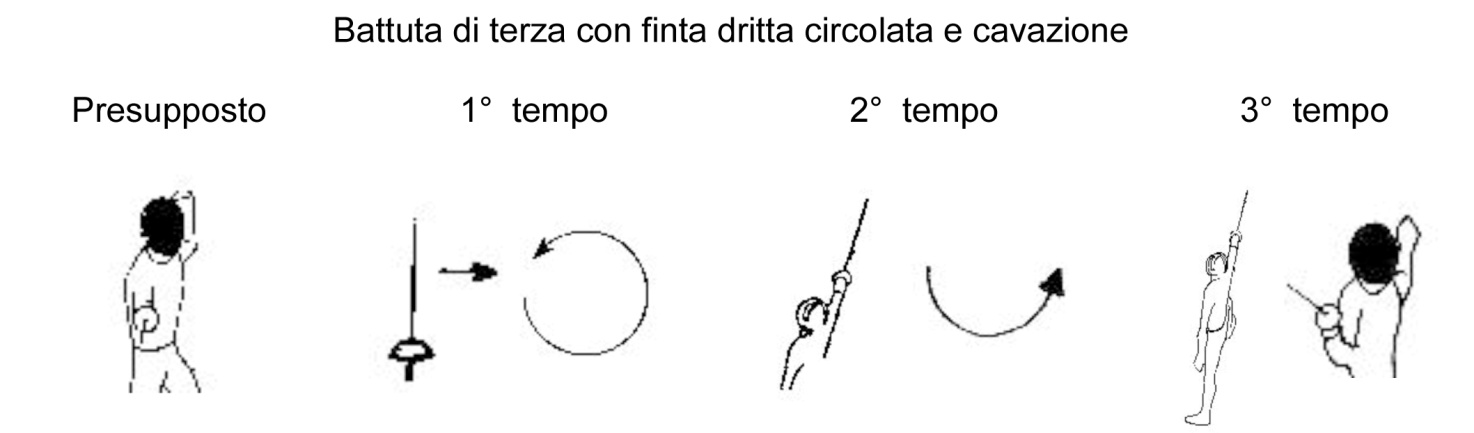 Battuta di terza con finta dritta circolata e cavazione
Presupposto 1° tempo 2° tempo 3° tempo